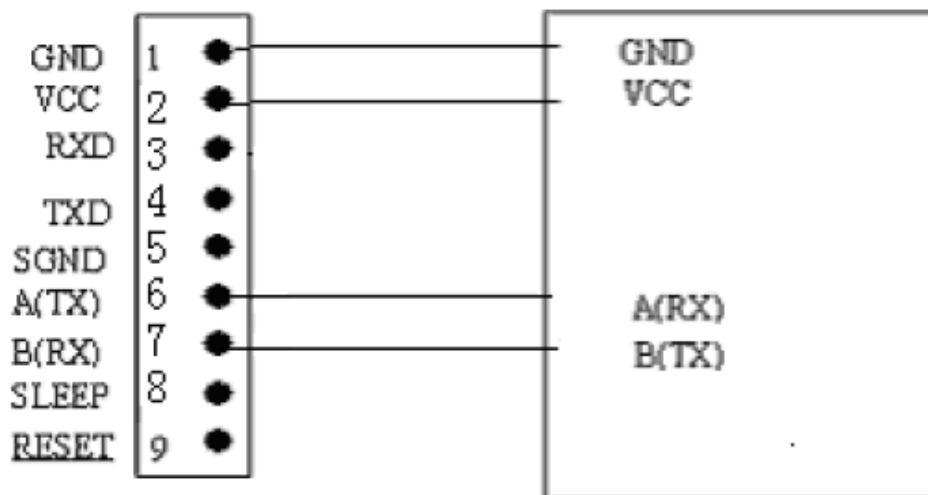 GND 1 GND
VCC 2 VCC
RXD 3
TXD 4
SGND 5
A(TX) 6 A(RX)
B(RX) 7 B(TX)
SLEEP 8
RESET 9